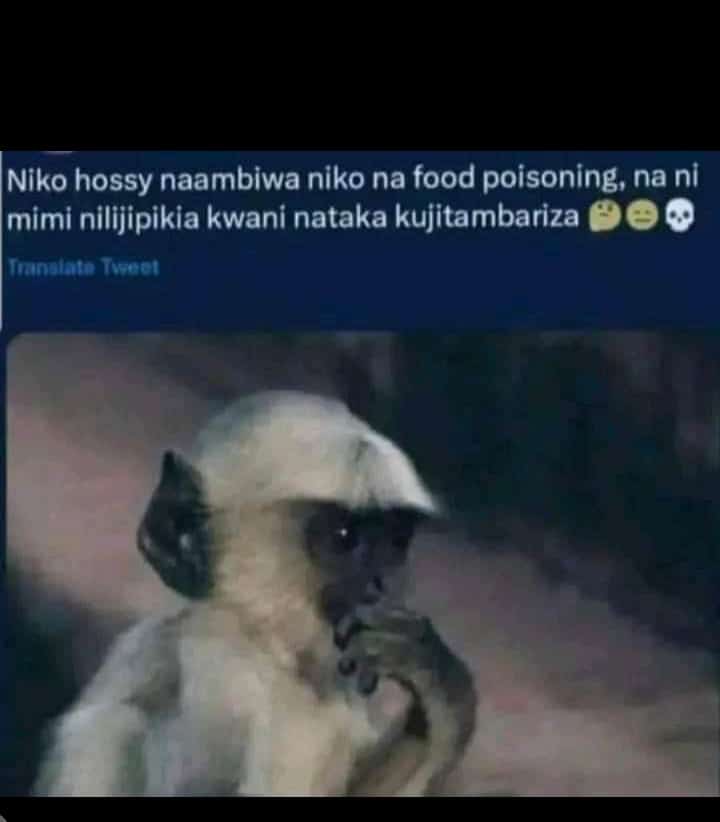 Niko hossy naambiwa niko na food poisoning, na ni
mimi nilijipikia kwani nataka kujitambariza 🤔😑💀
Translate Tweet